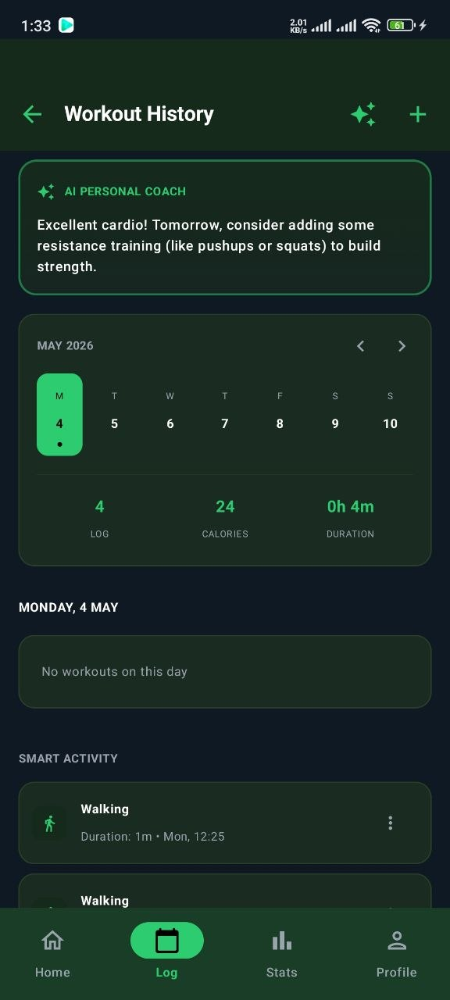 1:33
2.01 KB/s
61
Workout History
AI PERSONAL COACH
Excellent cardio! Tomorrow, consider adding some
resistance training (like pushups or squats) to build
strength.
MAY 2026
M T W T F S S
4 5 6 7 8 9 10
4 24 0h 4m
LOG CALORIES DURATION
MONDAY, 4 MAY
No workouts on this day
SMART ACTIVITY
Walking
Duration: 1m • Mon, 12:25
Walking
Home Log Stats Profile